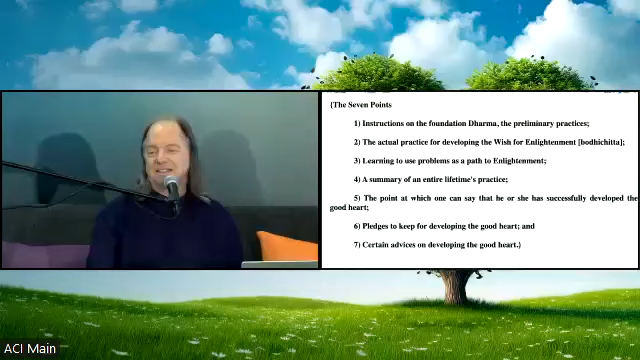 {The Seven Points
1) Instructions on the foundation Dharma, the preliminary practices;
2) The actual practice for developing the Wish for Enlightenment [bodhichitta];
3) Learning to use problems as a path to Enlightenment;
4) A summary of an entire lifetime's practice;
5) The point at which one can say that he or she has successfully developed the
good heart;
6) Pledges to keep for developing the good heart; and
7) Certain advices on developing the good heart.}
ACI Main